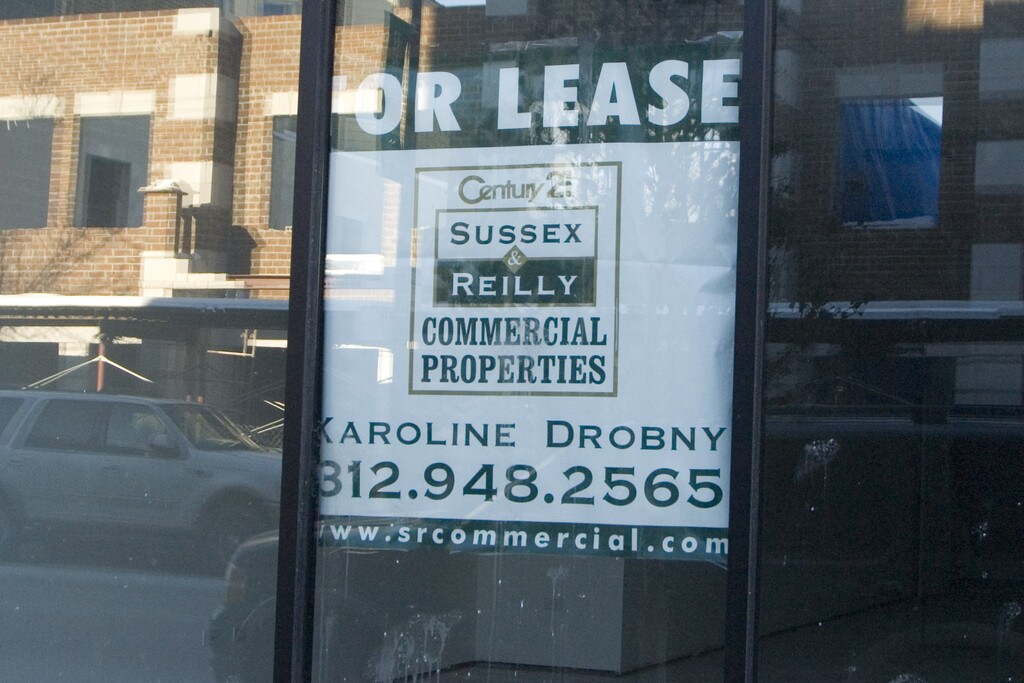 OR LEASE
Century 21
SUSSEX
&
REILLY
COMMERCIAL
PROPERTIES
KAROLINE DROBNY
312.948.2565
www.srcommercial.com